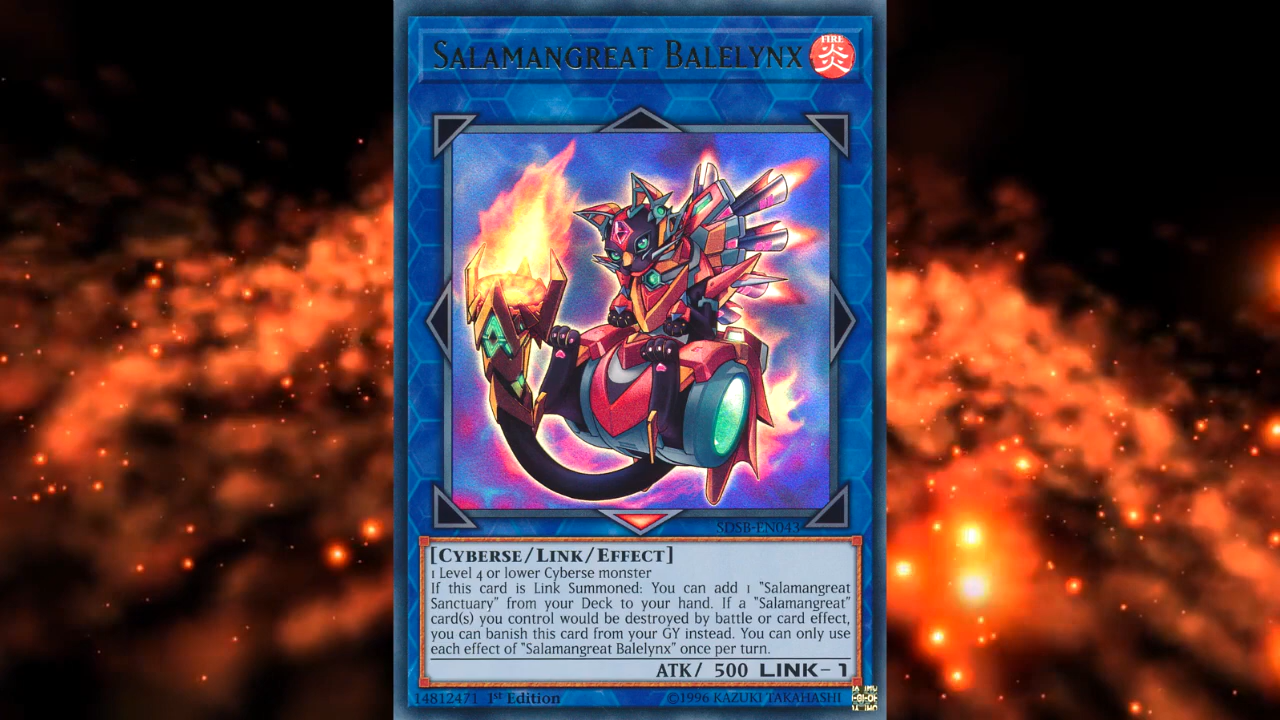 SALAMANGREAT BALELYNX
FIRE
炎
SDSB-EN043
[CYBERSE/LINK/EFFECT]
1 Level 4 or lower Cyberse monster
If this card is Link Summoned: You can add 1 "Salamangreat
Sanctuary" from your Deck to your hand. If a "Salamangreat"
card(s) you control would be destroyed by battle or card effect,
you can banish this card from your GY instead. You can only use
each effect of "Salamangreat Balelynx" once per turn.
ATK/ 500 LINK-1
14812471 1st Edition ©1996 KAZUKI TAKAHASHI